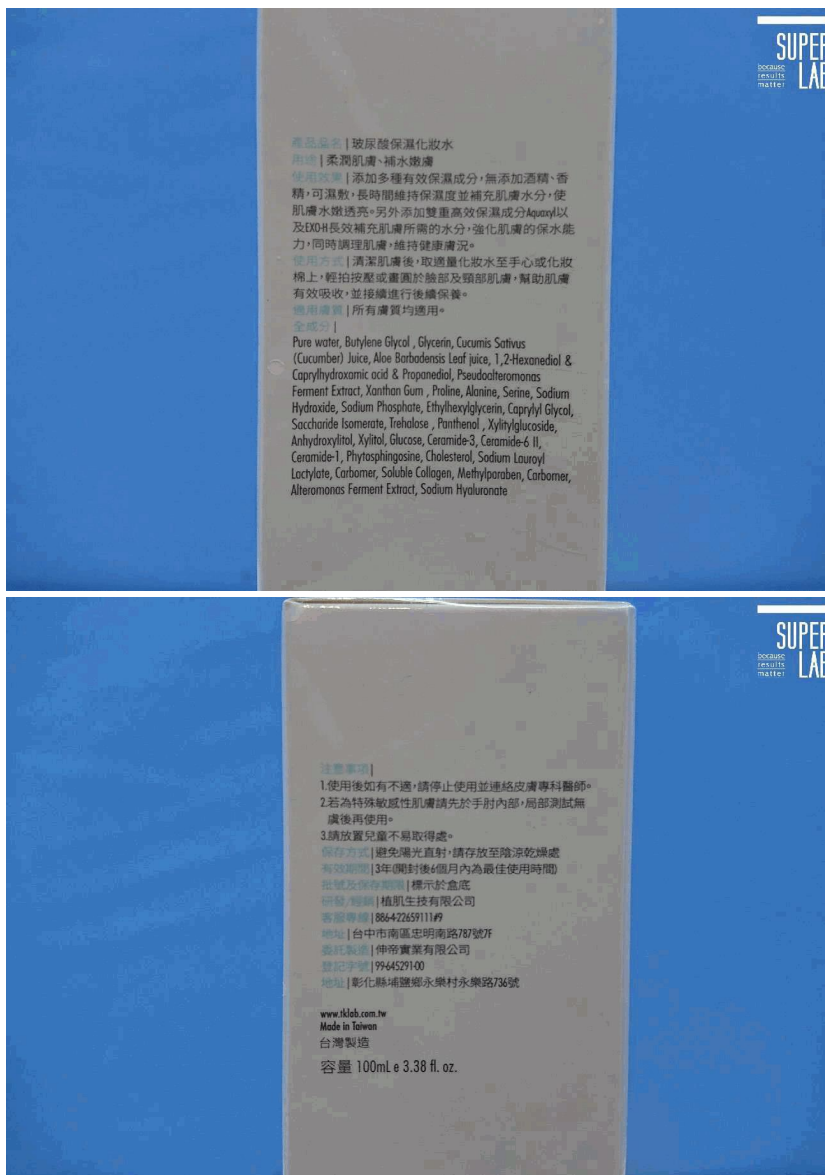 SUPER
because
results
matter
LAB
產品品名|玻尿酸保濕化妝水
用途|柔潤肌膚、補水嫩膚
使用效果|添加多種有效保濕成分,無添加酒精、香
精,可濕敷,長時間維持保濕度並補充肌膚水分,使
肌膚水嫩透亮。另外添加雙重高效保濕成分Aquaxyl以
及EXO-H長效補充肌膚所需的水分,強化肌膚的保水能
力,同時調理肌膚,維持健康膚況。
使用方式|清潔肌膚後,取適量化妝水至手心或化妝
棉上,輕拍按壓或畫圓於臉部及頸部肌膚,幫助肌膚
有效吸收,並接續進行後續保養。
適用膚質|所有膚質均適用。
全成分|
Pure water, Butylene Glycol , Glycerin, Cucumis Sativus
(Cucumber) Juice, Aloe Barbadensis Leaf juice, 1,2-Hexanediol &
Caprylhydroxamic acid & Propanediol, Pseudoalteromonas
Ferment Extract, Xanthan Gum , Proline, Alanine, Serine, Sodium
Hydroxide, Sodium Phosphate, Ethylhexylglycerin, Caprylyl Glycol,
Saccharide Isomerate, Trehalose , Panthenol , Xylitylglucoside,
Anhydroxylitol, Xylitol, Glucose, Ceramide-3, Ceramide-6 II,
Ceramide-1, Phytosphingosine, Cholesterol, Sodium Lauroyl
Lactylate, Carbomer, Soluble Collagen, Methylparaben, Carbomer,
Alteromonas Ferment Extract, Sodium Hyaluronate
SUPER
because
results
matter
LAB
注意事項|
1.使用後如有不適,請停止使用並連絡皮膚專科醫師。
2.若為特殊敏感性肌膚請先於手肘內部,局部測試無
虞後再使用。
3.請放置兒童不易取得處。
保存方式|避免陽光直射,請存放至陰涼乾燥處
有效期間|3年(開封後6個月內為最佳使用時間)
批號及保存期限|標示於盒底
研發/經銷|植肌生技有限公司
客服專線|886-4-22659111#9
地址|台中市南區忠明南路787號7F
委託製造|伸帝實業有限公司
登記字號|99-645291-00
地址|彰化縣埔鹽鄉永樂村永樂路736號
www.tklab.com.tw
Made in Taiwan
台灣製造
容量 100mL e 3.38 fl. oz.